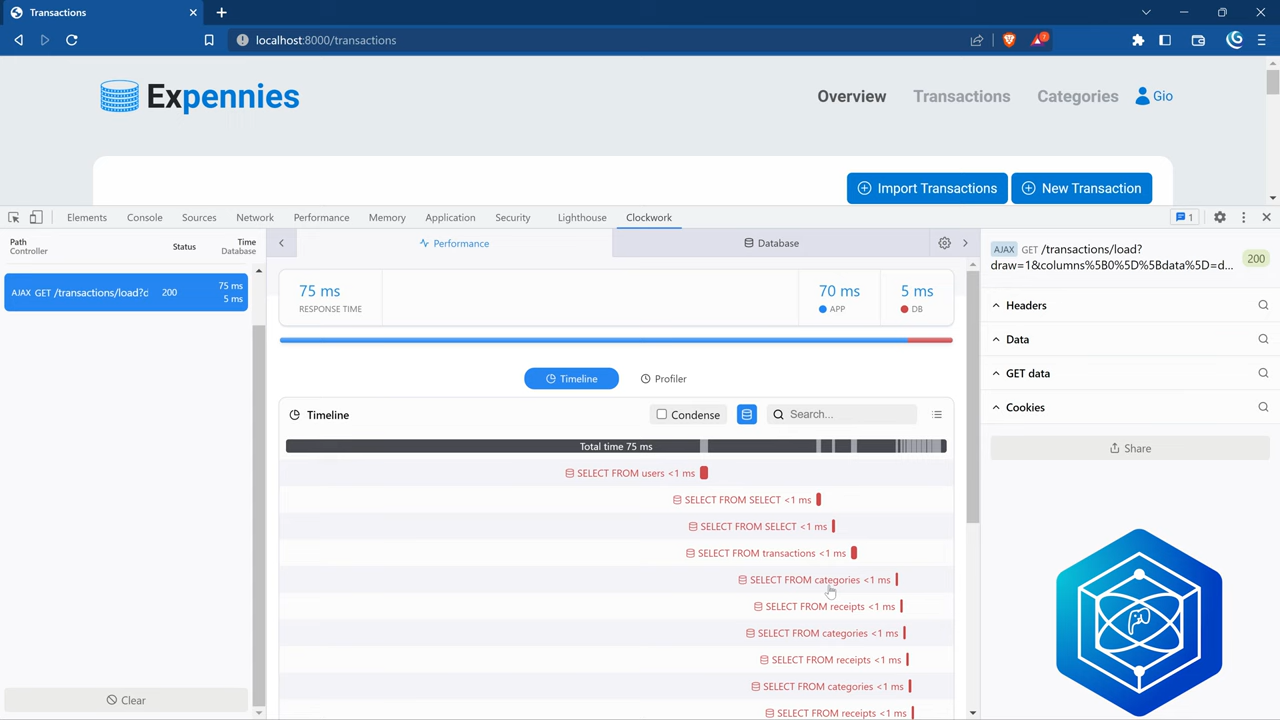 Transactions
localhost:8000/transactions
Expennies
Overview Transactions Categories Gio
Import Transactions New Transaction
Elements Console Sources Network Performance Memory Application Security Lighthouse Clockwork 1
Path
Controller
Status
Time
Database
AJAX GET /transactions/load?d 200 75 ms
5 ms
Performance Database
75 ms
RESPONSE TIME
70 ms
APP
5 ms
DB
Timeline Profiler
Timeline Condense Search...
Total time 75 ms
SELECT FROM users <1 ms
SELECT FROM SELECT <1 ms
SELECT FROM SELECT <1 ms
SELECT FROM transactions <1 ms
SELECT FROM categories <1 ms
SELECT FROM receipts <1 ms
SELECT FROM categories <1 ms
SELECT FROM receipts <1 ms
SELECT FROM categories <1 ms
SELECT FROM receipts <1 ms
Clear
AJAX GET /transactions/load?
draw=1&columns%5B0%5D%5Bdata%5D=d...
200
Headers
Data
GET data
Cookies
Share